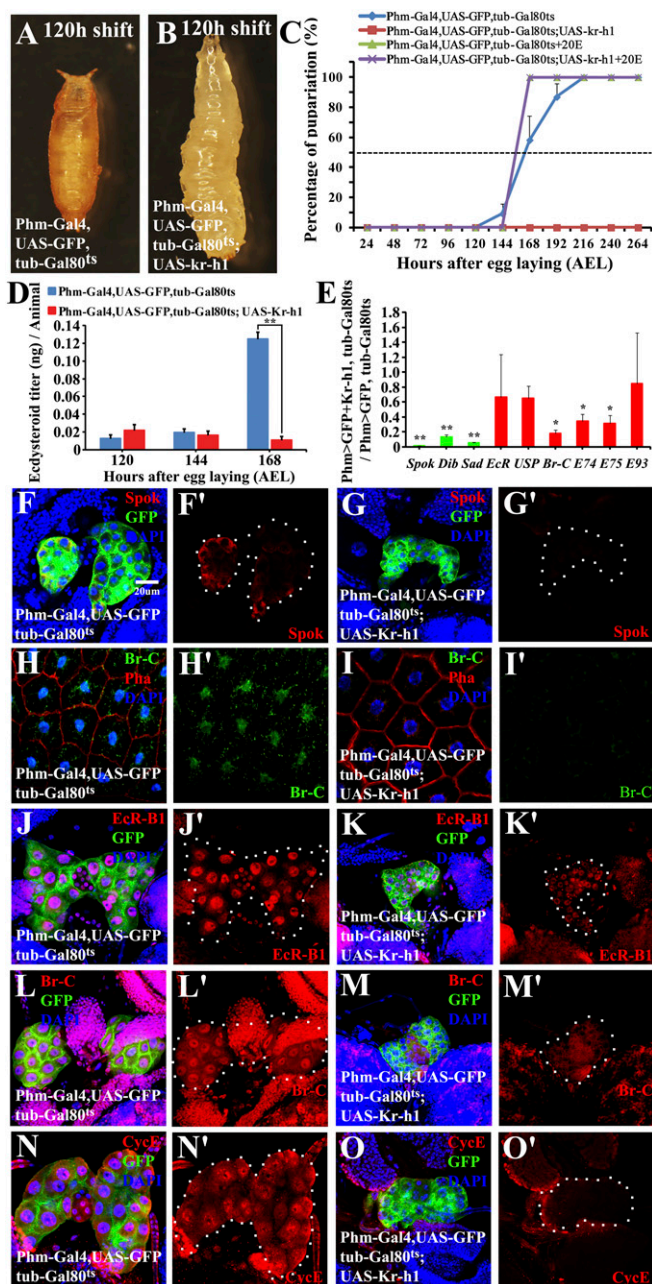 A 120h shift
Phm-Gal4,
UAS-GFP,
tub-Gal80ts
B 120h shift
Phm-Gal4,
UAS-GFP,
tub-Gal80ts;
UAS-kr-h1
C
Phm-Gal4,UAS-GFP,tub-Gal80ts
Phm-Gal4,UAS-GFP,tub-Gal80ts;UAS-kr-h1
Phm-Gal4,UAS-GFP,tub-Gal80ts+20E
Phm-Gal4,UAS-GFP,tub-Gal80ts,UAS-kr-h1+20E
Percentage of pupariation (%)
100
50
0
24 48 72 96 120 144 168 192 216 240 264
Hours after egg laying (AEL)
D
Phm-Gal4,UAS-GFP,tub-Gal80ts
Phm-Gal4,UAS-GFP,tub-Gal80ts; UAS-Kr-h1
Ecdysteroid titer (ng) / Animal
0.14
0.12
0.10
0.08
0.06
0.04
0.02
0
**
120 144 168
Hours after egg laying (AEL)
E
Phm>GFP+Kr-h1, tub-Gal80ts
/ Phm>GFP, tub-Gal80ts
1.8
1.6
1.4
1.2
1.0
0.8
0.6
0.4
0.2
0.0
** ** ** * * *
Spok Dib Sad EcR USP Br-C E74 E75 E93
F
Spok
GFP
DAPI
20um
Phm-Gal4,UAS-GFP
tub-Gal80ts
F'
Spok
G
Spok
GFP
DAPI
Phm-Gal4,UAS-GFP
tub-Gal80ts;
UAS-Kr-h1
G'
Spok
H
Br-C
Pha
DAPI
Phm-Gal4,UAS-GFP
tub-Gal80ts
H'
Br-C
I
Br-C
Pha
DAPI
Phm-Gal4,UAS-GFP
tub-Gal80ts;
UAS-Kr-h1
I'
Br-C
J
EcR-B1
GFP
DAPI
Phm-Gal4,UAS-GFP
tub-Gal80ts
J'
EcR-B1
K
EcR-B1
GFP
DAPI
Phm-Gal4,UAS-GFP
tub-Gal80ts;
UAS-Kr-h1
K'
EcR-B1
L
Br-C
GFP
DAPI
Phm-Gal4,UAS-GFP
tub-Gal80ts
L'
Br-C
M
Br-C
GFP
DAPI
Phm-Gal4,UAS-GFP
tub-Gal80ts;
UAS-Kr-h1
M'
Br-C
N
CycE
GFP
DAPI
Phm-Gal4,UAS-GFP
tub-Gal80ts
N'
CycE
O
CycE
GFP
DAPI
Phm-Gal4,UAS-GFP
tub-Gal80ts;
UAS-Kr-h1
O'
CycE